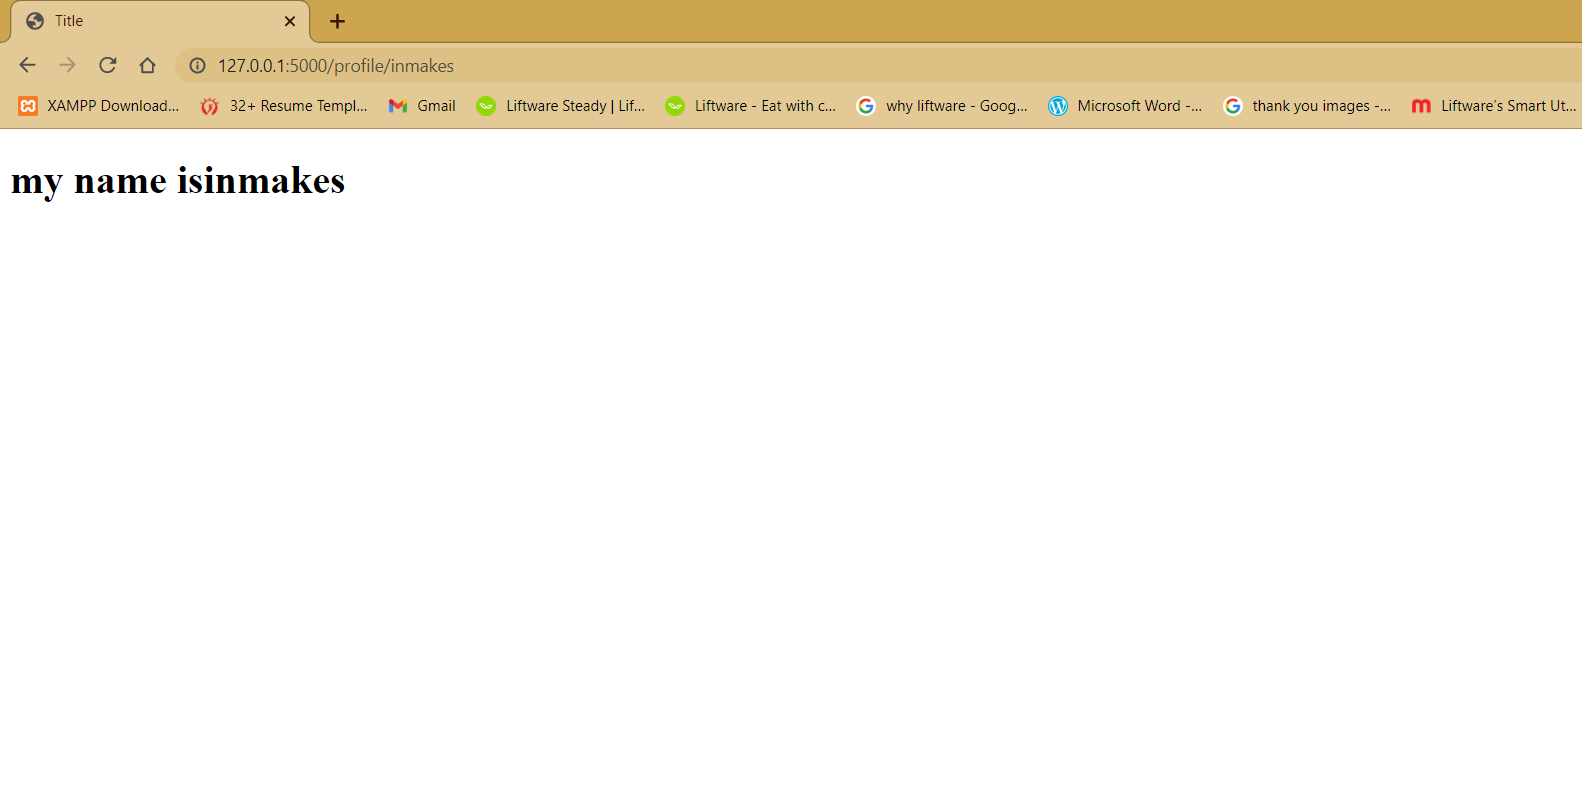 Title
127.0.0.1:5000/profile/inmakes
XAMPP Download... 32+ Resume Templ... Gmail Liftware Steady | Lif... Liftware - Eat with c... why liftware - Goog... Microsoft Word -... thank you images -... Liftware’s Smart Ut...
my name isinmakes